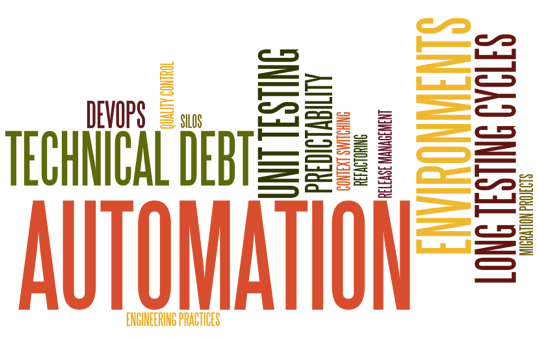 DEVOPS
QUALITY CONTROL
SILOS
TECHNICAL DEBT
UNIT TESTING
PREDICTABILITY
CONTEXT SWITCHING
REFACTORING
RELEASE MANAGEMENT
ENVIRONMENTS
LONG TESTING CYCLES
MIGRATION PROJECTS
AUTOMATION
ENGINEERING PRACTICES